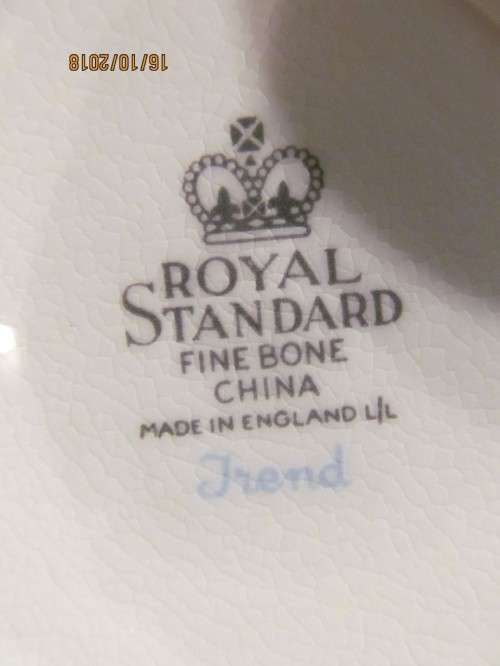 16/10/2018
ROYAL
STANDARD
FINE BONE
CHINA
MADE IN ENGLAND L/L
Trend